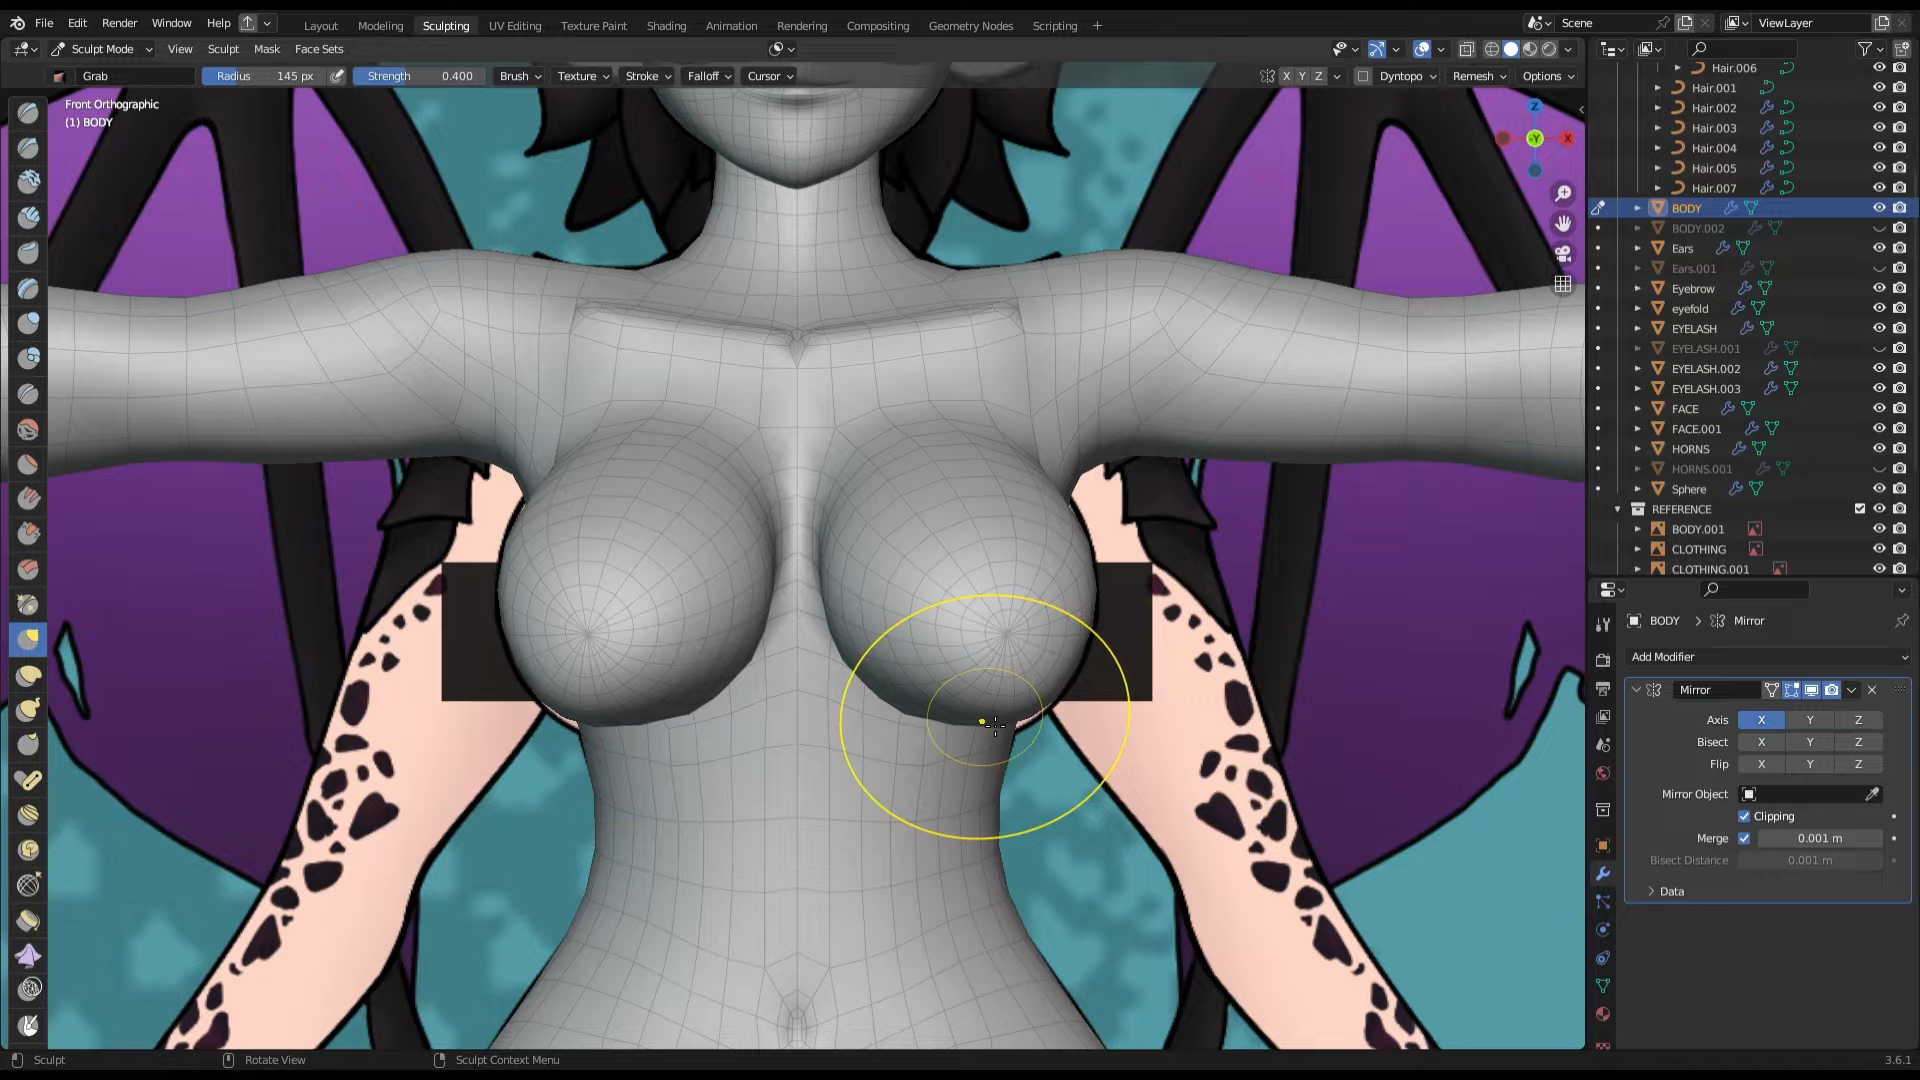 File Edit Render Window Help Layout Modeling Sculpting UV Editing Texture Paint Shading Animation Rendering Compositing Geometry Nodes Scripting + Scene ViewLayer
Sculpt Mode View Sculpt Mask Face Sets
Grab Radius 145 px Strength 0.400 Brush Texture Stroke Falloff Cursor X Y Z Dyntopo Remesh Options
Front Orthographic
(1) BODY
Z
-Y
X
Hair.006
Hair.001
Hair.002
Hair.003
Hair.004
Hair.005
Hair.007
BODY
BODY.002
Ears
Ears.001
Eyebrow
eyefold
EYELASH
EYELASH.001
EYELASH.002
EYELASH.003
FACE
FACE.001
HORNS
HORNS.001
Sphere
REFERENCE
BODY.001
CLOTHING
CLOTHING.001
BODY > Mirror
Add Modifier
Mirror
Axis X Y Z
Bisect X Y Z
Flip X Y Z
Mirror Object
Clipping
Merge 0.001 m
Bisect Distance 0.001 m
Data
Sculpt Rotate View Sculpt Context Menu 3.6.1